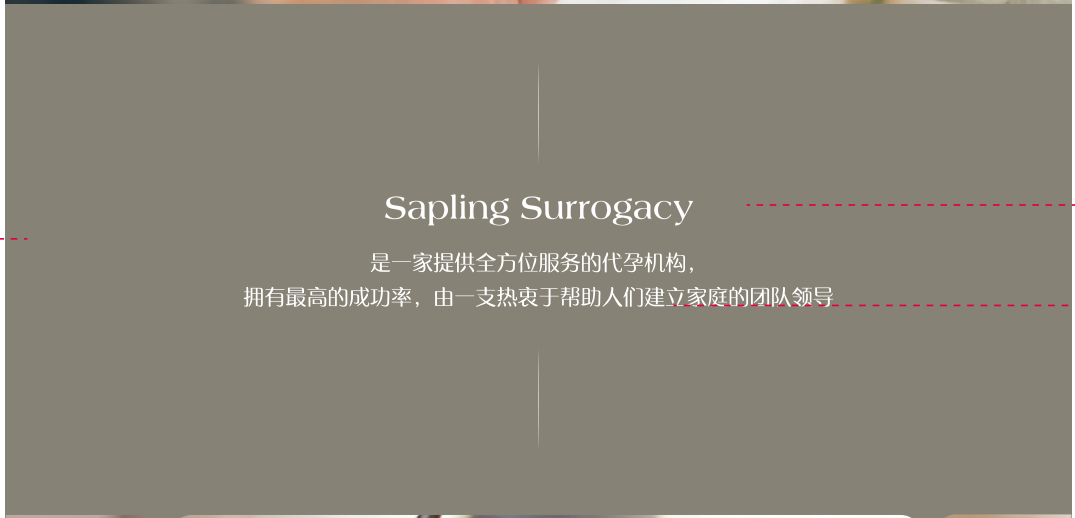 Sapling Surrogacy
是一家提供全方位服务的代孕机构，
拥有最高的成功率，由一支热衷于帮助人们建立家庭的团队领导